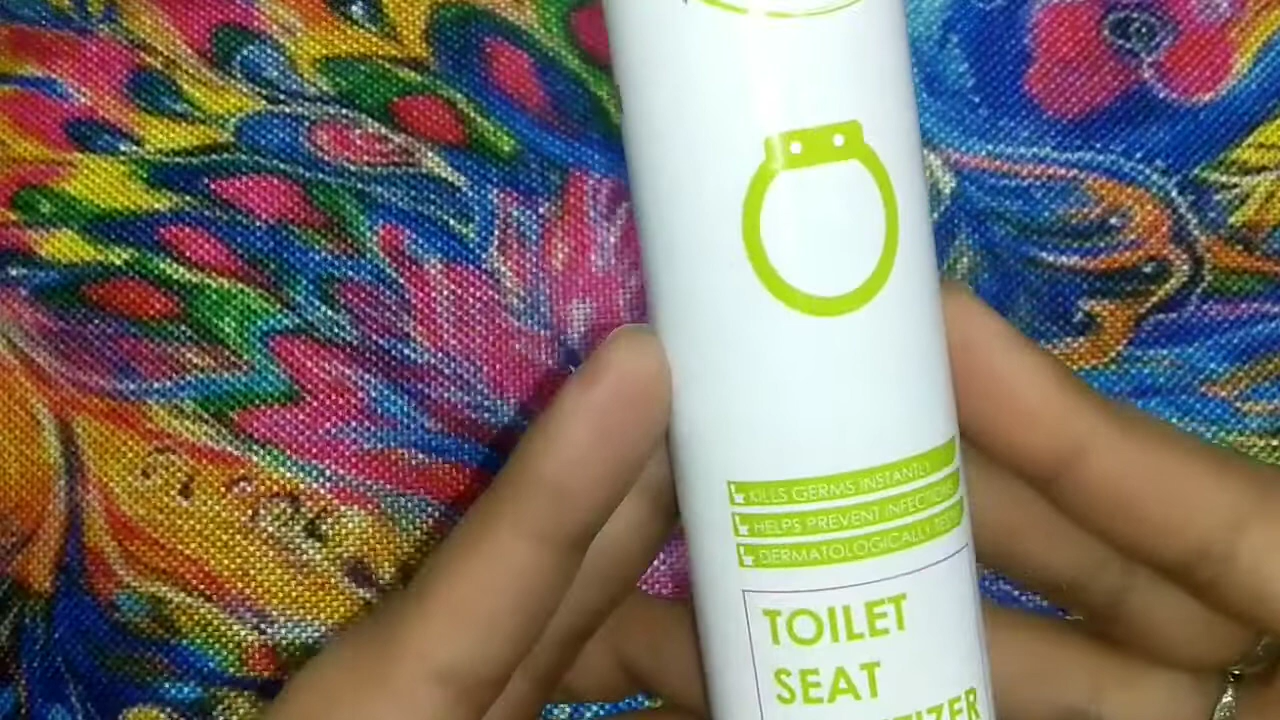 KILLS GERMS INSTANTLY
HELPS PREVENT INFECTIONS
DERMATOLOGICALLY
TOILET
SEAT